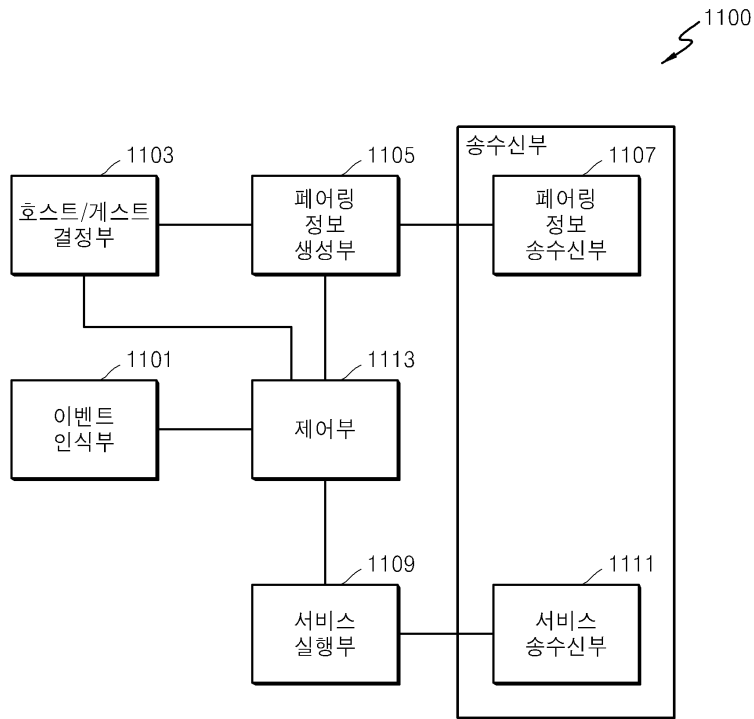 1100
송수신부
1103
호스트/게스트
결정부
1105
페어링
정보
생성부
1107
페어링
정보
송수신부
1101
이벤트
인식부
1113
제어부
1109
서비스
실행부
1111
서비스
송수신부